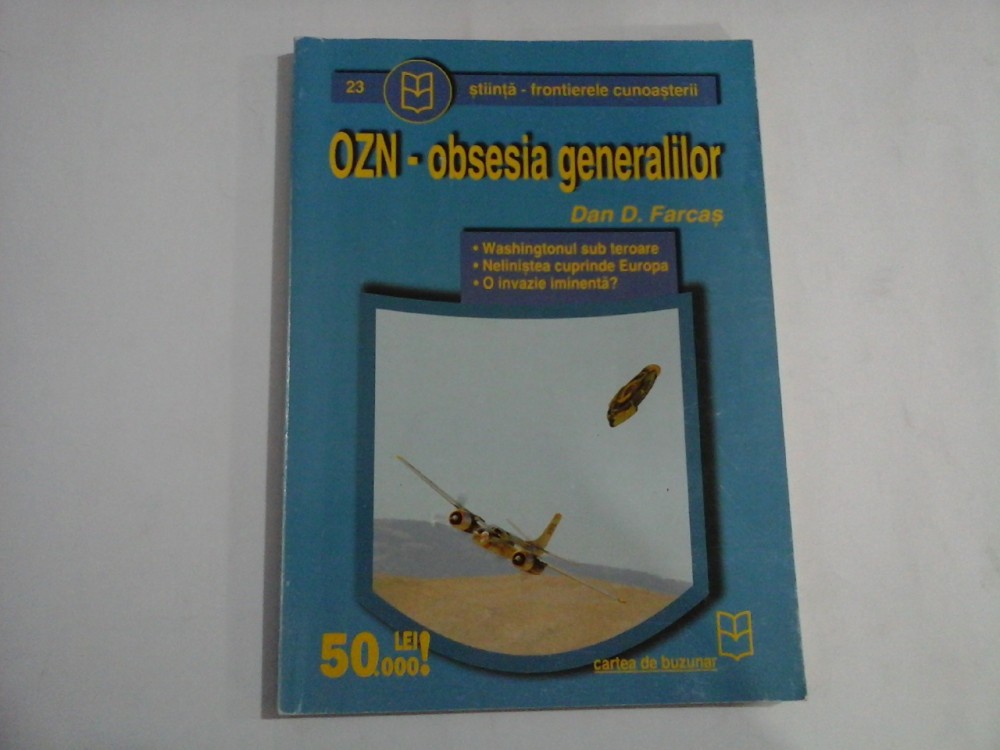 23
știință - frontierele cunoașterii
OZN - obsesia generalilor
Dan D. Farcaș
• Washingtonul sub teroare
• Neliniștea cuprinde Europa
• O invazie iminentă?
50.000 LEI!
cartea de buzunar